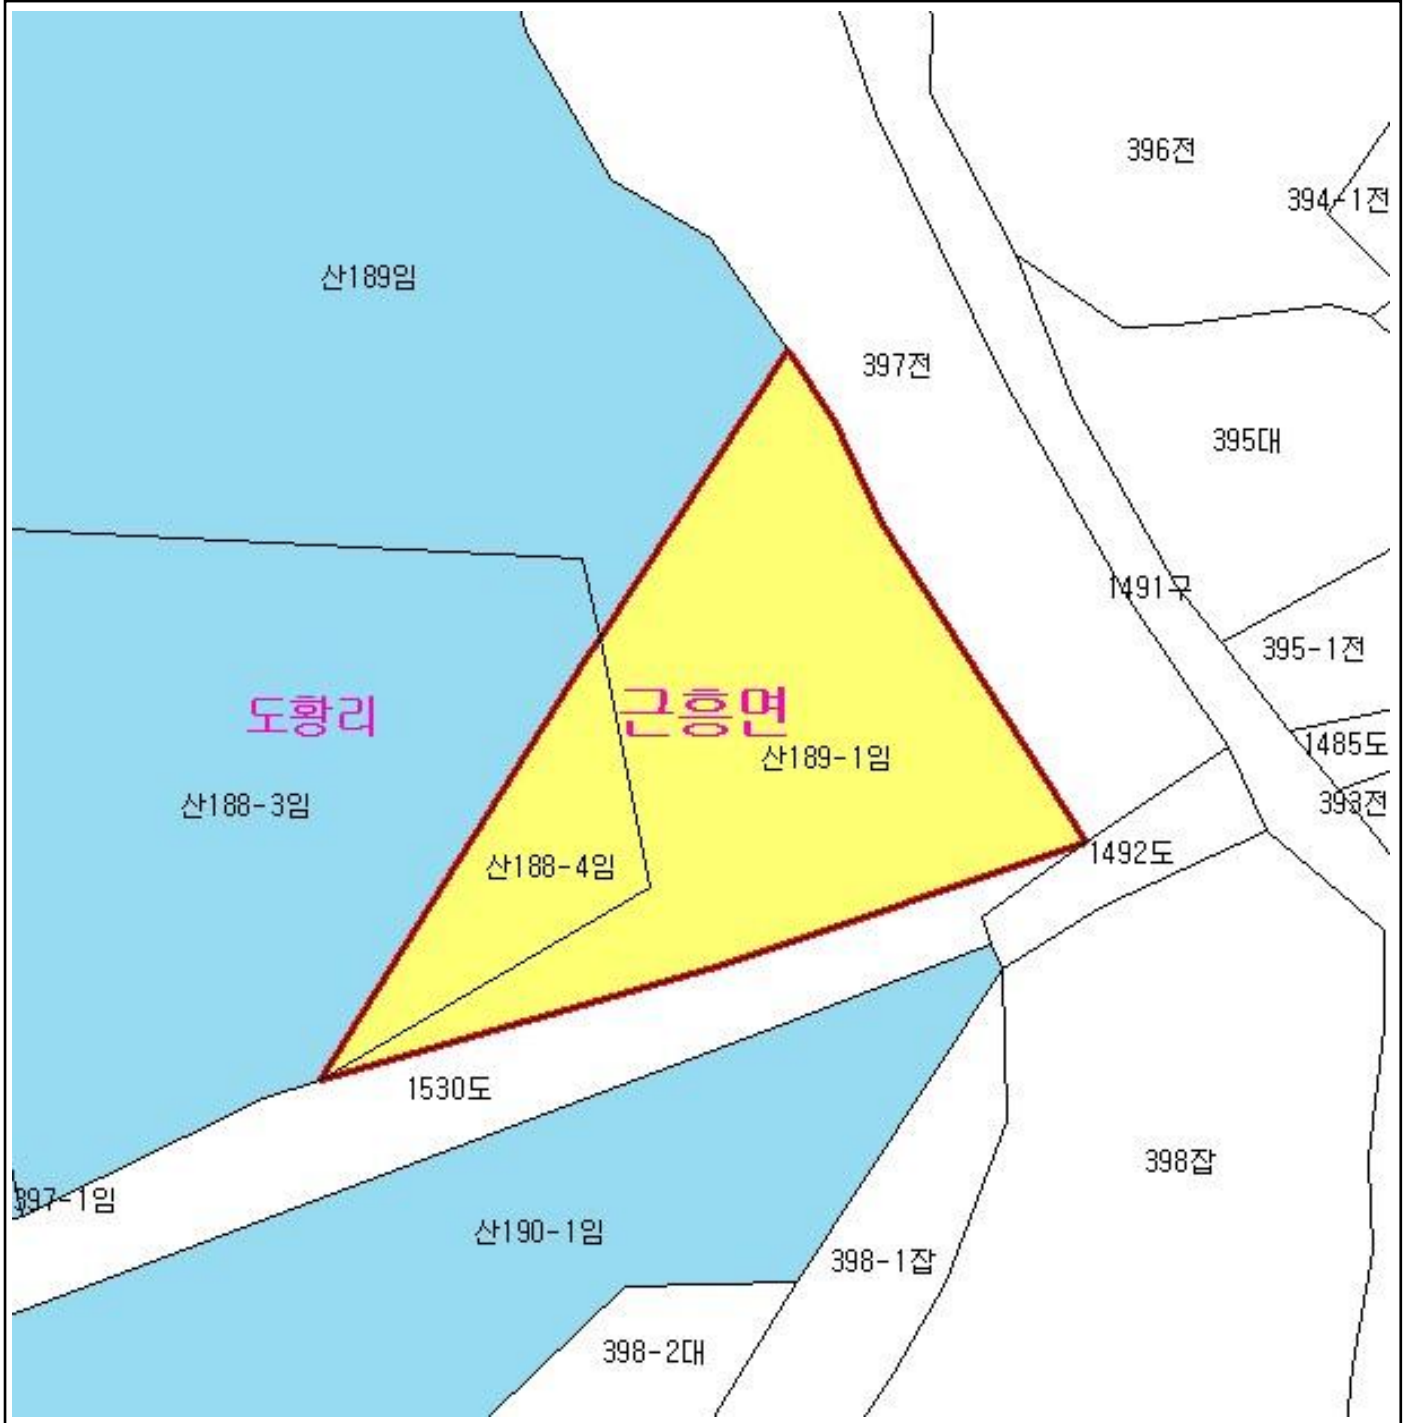 396전
394-1전
산189임
397전
395대
1491구
395-1전
도황리
근흥면
1485도
산189-1임
산188-3임
393전
1492도
산188-4임
1530도
398잡
397-1임
산190-1임
398-1잡
398-2대